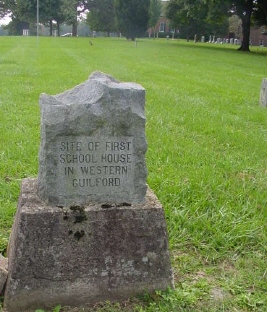 SITE OF FIRST
SCHOOL HOUSE
IN WESTERN
GUILFORD